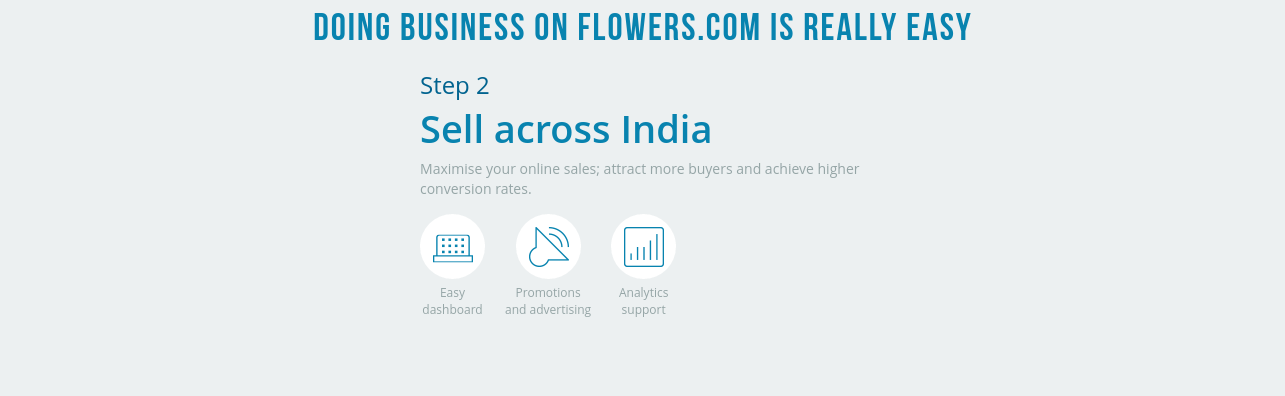 DOING BUSINESS ON FLOWERS.COM IS REALLY EASY
Step 2
Sell across India
Maximise your online sales; attract more buyers and achieve higher
conversion rates.
Easy
dashboard
Promotions
and advertising
Analytics
support